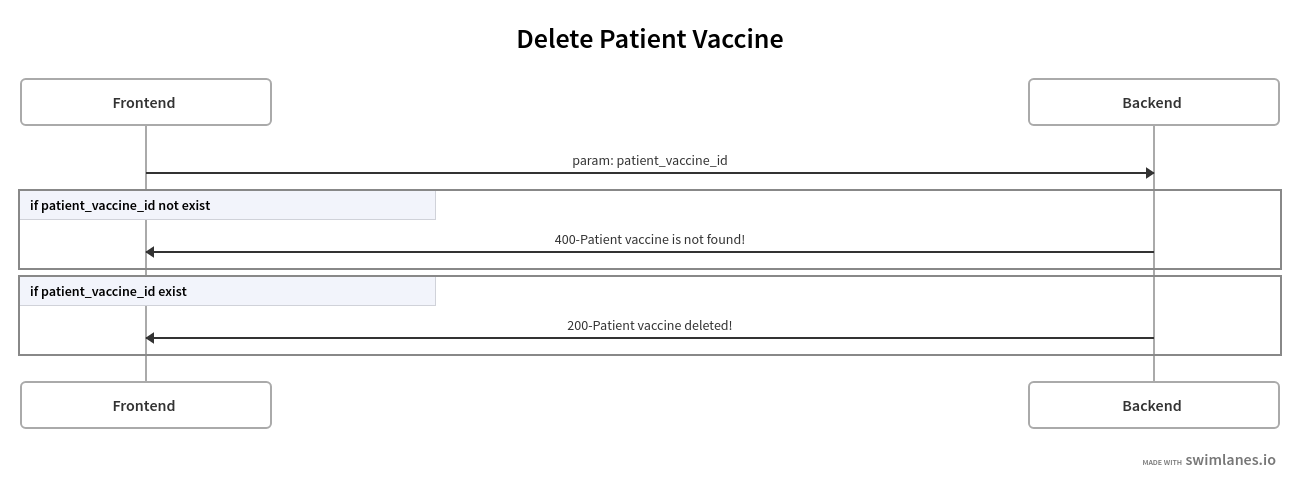 Delete Patient Vaccine
Frontend
Backend
param: patient_vaccine_id
if patient_vaccine_id not exist
400-Patient vaccine is not found!
if patient_vaccine_id exist
200-Patient vaccine deleted!
Frontend
Backend
MADE WITH swimlanes.io